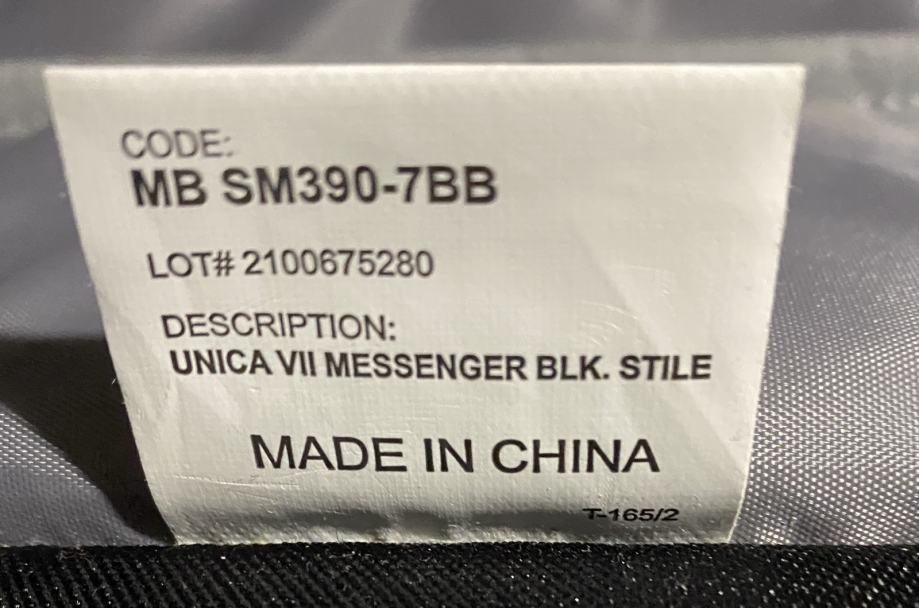 CODE:
MB SM390-7BB
LOT# 2100675280
DESCRIPTION:
UNICA VII MESSENGER BLK. STILE
MADE IN CHINA
T-165/2